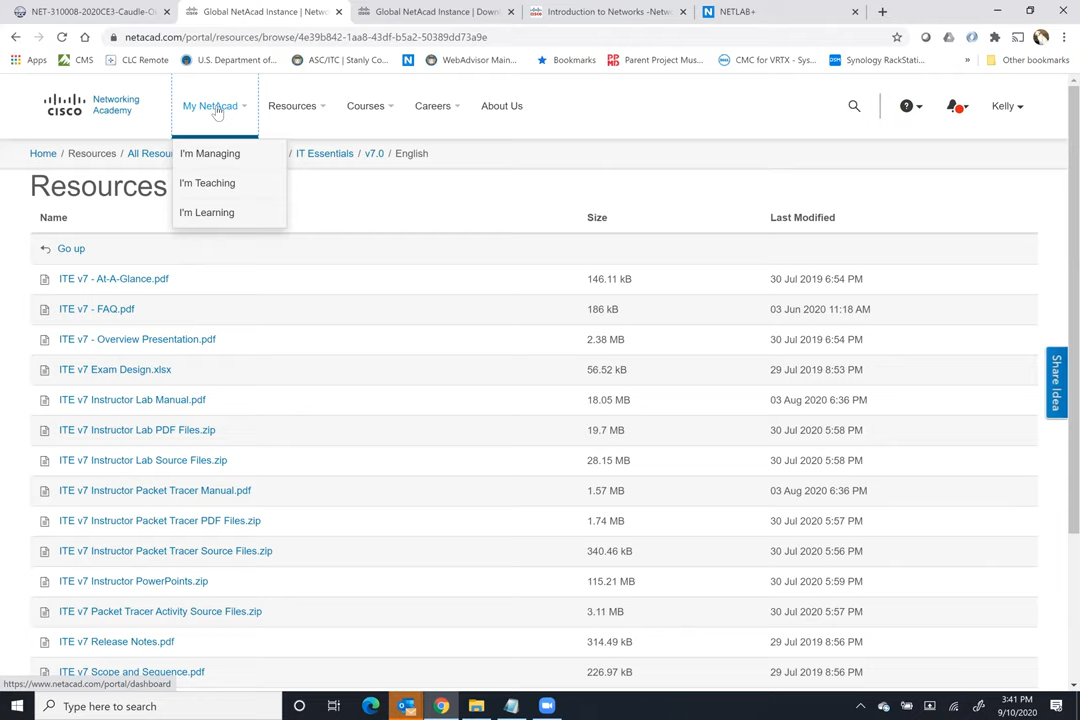 NET-310008-2020CE3-Caudle-O
Global NetAcad Instance | Netwo
Global NetAcad Instance | Down
Introduction to Networks -Netw
NETLAB+
netacad.com/portal/resources/browse/4e39b842-1aa8-43df-b5a2-50389dd73a9e
Apps
CMS
CLC Remote
U.S. Department of...
ASC/ITC | Stanly Co...
WebAdvisor Main...
Bookmarks
Parent Project Mus...
CMC for VRTX - Sys...
Synology RackStati...
»
Other bookmarks
CISCO
Networking
Academy
My NetAcad
Resources
Courses
Careers
About Us
Kelly
I'm Managing
I'm Teaching
I'm Learning
Home / Resources / All Resou / IT Essentials / v7.0 / English
Resources
Name Size Last Modified
Go up
ITE v7 - At-A-Glance.pdf 146.11 kB 30 Jul 2019 6:54 PM
ITE v7 - FAQ.pdf 186 kB 03 Jun 2020 11:18 AM
ITE v7 - Overview Presentation.pdf 2.38 MB 30 Jul 2019 6:54 PM
ITE v7 Exam Design.xlsx 56.52 kB 29 Jul 2019 8:53 PM
ITE v7 Instructor Lab Manual.pdf 18.05 MB 03 Aug 2020 6:36 PM
ITE v7 Instructor Lab PDF Files.zip 19.7 MB 30 Jul 2020 5:58 PM
ITE v7 Instructor Lab Source Files.zip 28.15 MB 30 Jul 2020 5:58 PM
ITE v7 Instructor Packet Tracer Manual.pdf 1.57 MB 03 Aug 2020 6:36 PM
ITE v7 Instructor Packet Tracer PDF Files.zip 1.74 MB 30 Jul 2020 5:57 PM
ITE v7 Instructor Packet Tracer Source Files.zip 340.46 kB 30 Jul 2020 5:56 PM
ITE v7 Instructor PowerPoints.zip 115.21 MB 30 Jul 2020 5:59 PM
ITE v7 Packet Tracer Activity Source Files.zip 3.11 MB 30 Jul 2020 5:57 PM
ITE v7 Release Notes.pdf 314.49 kB 29 Jul 2019 8:56 PM
ITE v7 Scope and Sequence.pdf 226.97 kB 29 Jul 2019 8:56 PM
Share Idea
https://www.netacad.com/portal/dashboard
Type here to search
3:41 PM
9/10/2020